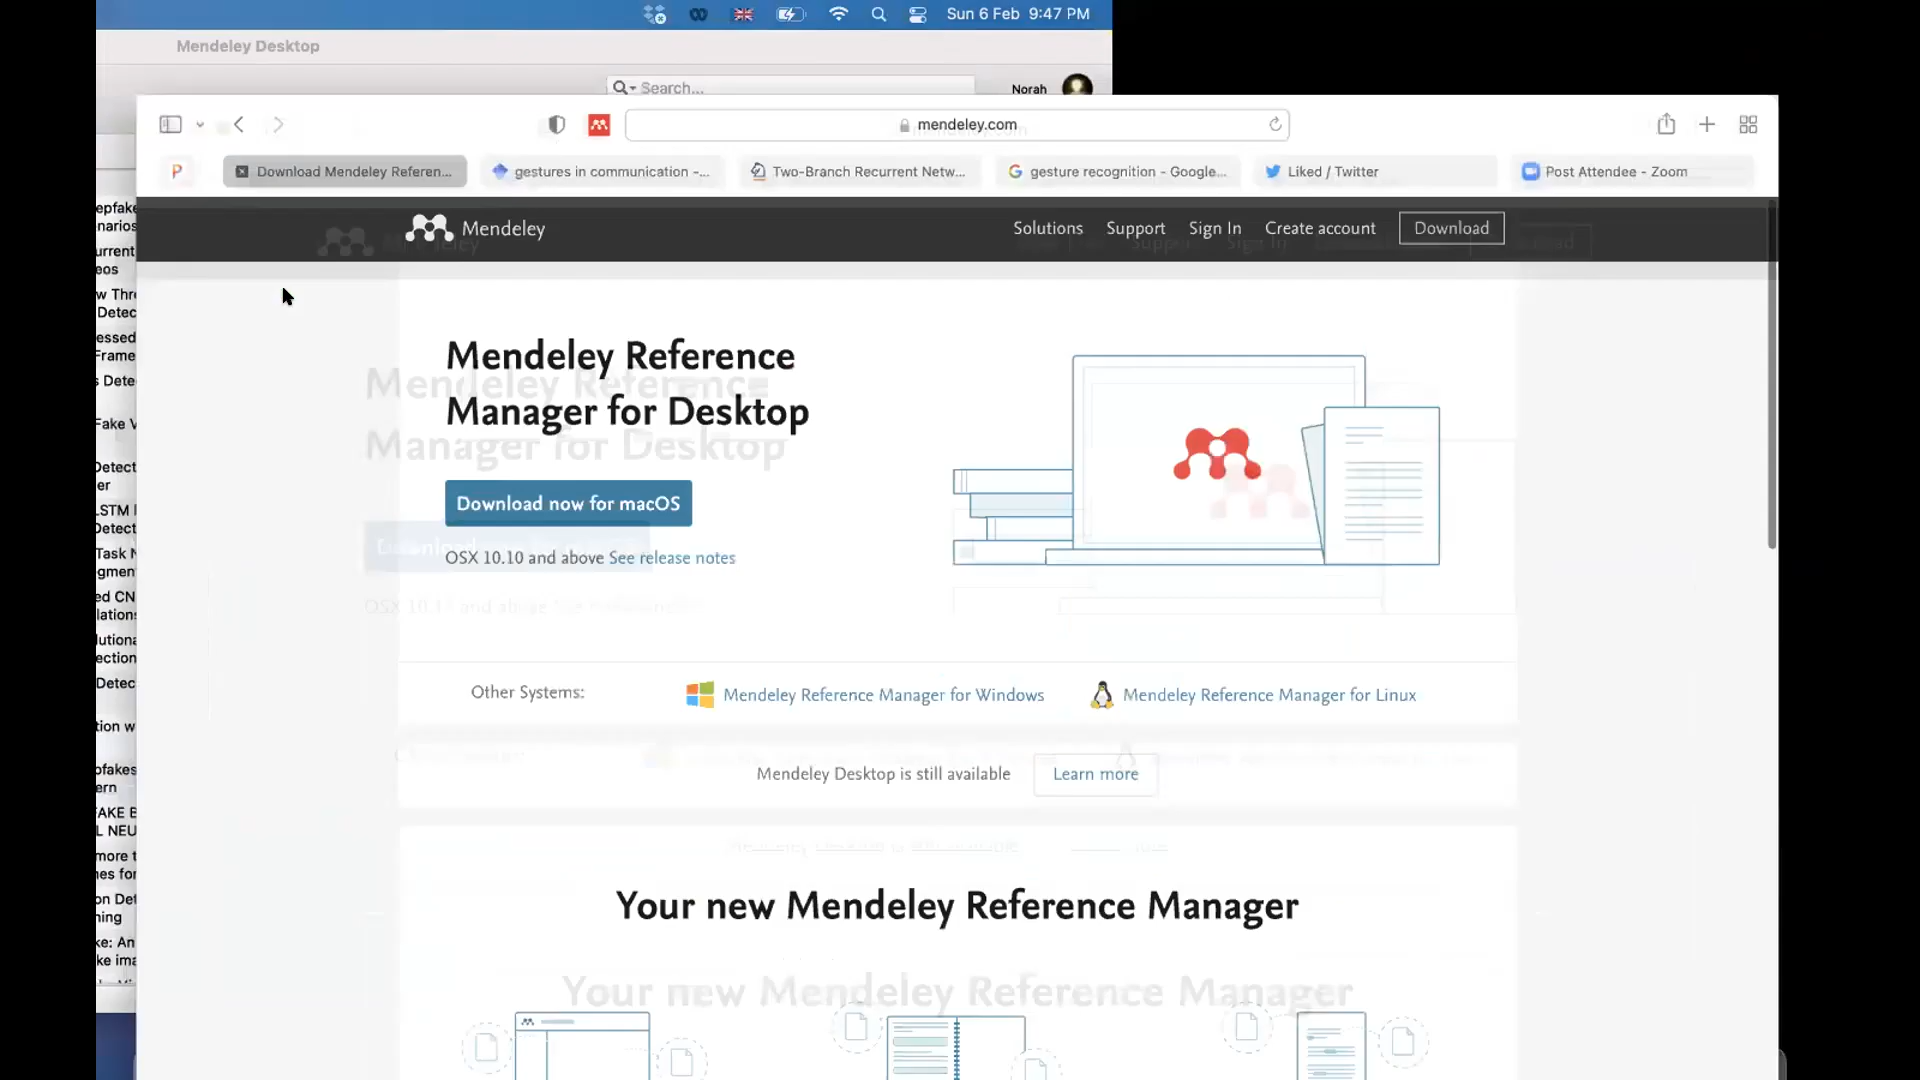 Sun 6 Feb 9:47 PM
Mendeley Desktop
Search...
Norah
mendeley.com
Download Mendeley Referen...
gestures in communication -...
Two-Branch Recurrent Netw...
gesture recognition - Google...
Liked / Twitter
Post Attendee - Zoom
Mendeley
Solutions
Support
Sign In
Create account
Download
Mendeley Reference
Manager for Desktop
Download now for macOS
OSX 10.10 and above See release notes
Other Systems:
Mendeley Reference Manager for Windows
Mendeley Reference Manager for Linux
Mendeley Desktop is still available
Learn more
Your new Mendeley Reference Manager